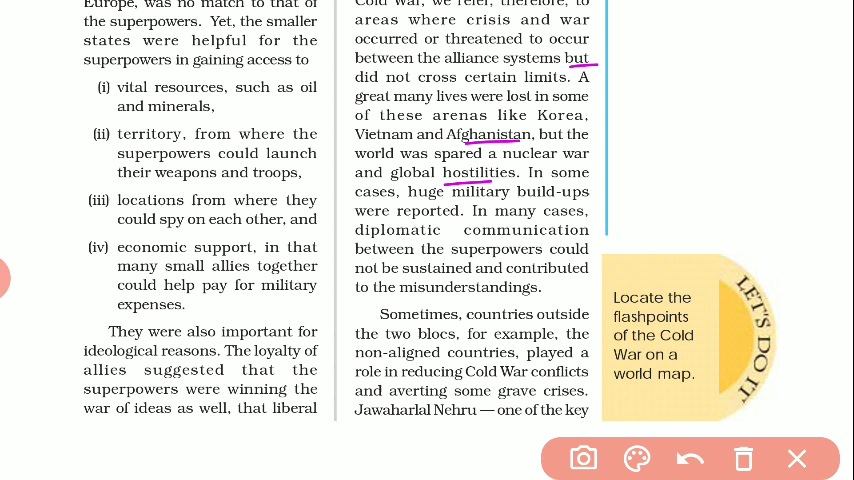 Europe, was no match to that of
the superpowers. Yet, the smaller
states were helpful for the
superpowers in gaining access to
(i) vital resources, such as oil
and minerals,
(ii) territory, from where the
superpowers could launch
their weapons and troops,
(iii) locations from where they
could spy on each other, and
(iv) economic support, in that
many small allies together
could help pay for military
expenses.
They were also important for
ideological reasons. The loyalty of
allies suggested that the
superpowers were winning the
war of ideas as well, that liberal
Cold War, we refer, therefore, to
areas where crisis and war
occurred or threatened to occur
between the alliance systems but
did not cross certain limits. A
great many lives were lost in some
of these arenas like Korea,
Vietnam and Afghanistan, but the
world was spared a nuclear war
and global hostilities. In some
cases, huge military build-ups
were reported. In many cases,
diplomatic communication
between the superpowers could
not be sustained and contributed
to the misunderstandings.
Sometimes, countries outside
the two blocs, for example, the
non-aligned countries, played a
role in reducing Cold War conflicts
and averting some grave crises.
Jawaharlal Nehru — one of the key
Locate the
flashpoints
of the Cold
War on a
world map.
LET'S DO IT